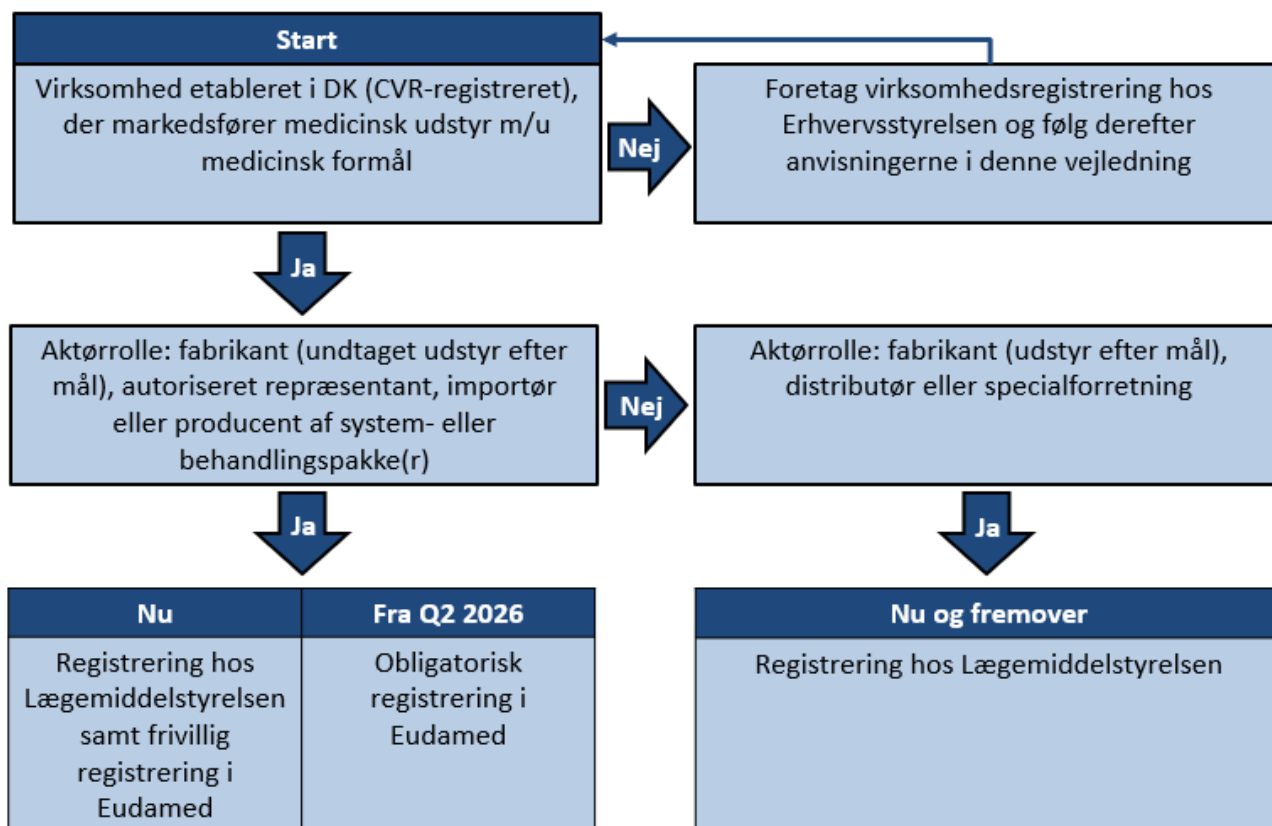 Start
Virksomhed etableret i DK (CVR-registreret),
der markedsfører medicinsk udstyr m/u
medicinsk formål
Nej
Foretag virksomhedsregistrering hos
Erhvervsstyrelsen og følg derefter
anvisningerne i denne vejledning
Ja
Aktørrolle: fabrikant (undtaget udstyr efter
mål), autoriseret repræsentant, importør
eller producent af system- eller
behandlingspakke(r)
Nej
Aktørrolle: fabrikant (udstyr efter mål),
distributør eller specialforretning
Ja
Ja
Nu
Registrering hos
Lægemiddelstyrelsen
samt frivillig
registrering i
Eudamed
Fra Q2 2026
Obligatorisk
registrering i
Eudamed
Nu og fremover
Registrering hos Lægemiddelstyrelsen